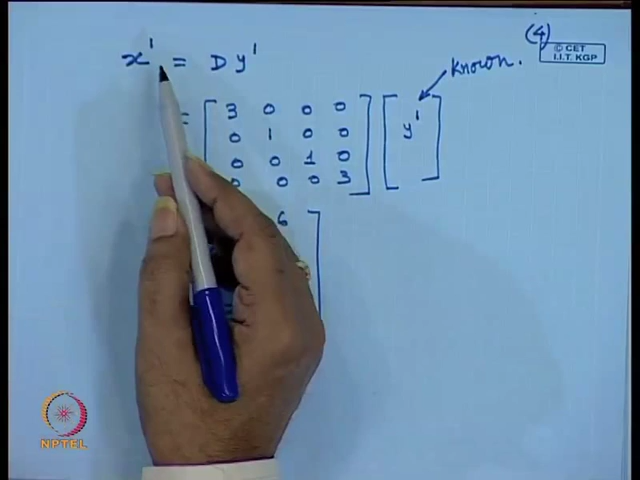 (4)
© CET
I.I.T. KGP
x' = D y'
known.
= [ 3 0 0 0 ] [ y' ]
0 1 0 0
0 0 1 0
0 0 0 3
6
NPTEL